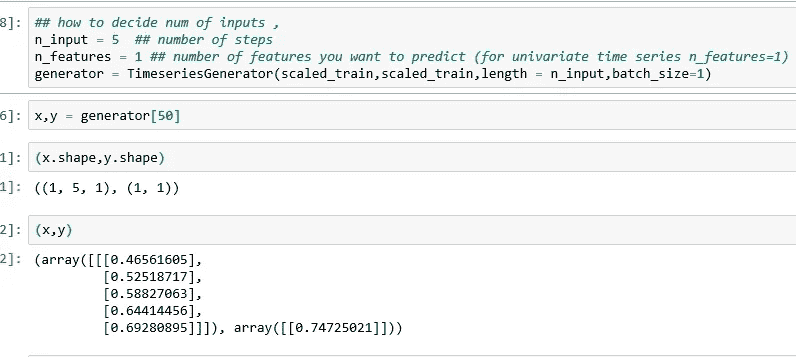 8]: ## how to decide num of inputs ,
n_input = 5  ## number of steps
n_features = 1 ## number of features you want to predict (for univariate time series n_features=1)
generator = TimeseriesGenerator(scaled_train,scaled_train,length = n_input,batch_size=1)
6]: x,y = generator[50]
1]: (x.shape,y.shape)
1]: ((1, 5, 1), (1, 1))
2]: (x,y)
2]: (array([[[0.46561605],
[0.52518717],
[0.58827063],
[0.64414456],
[0.69280895]]]), array([[0.74725021]]))